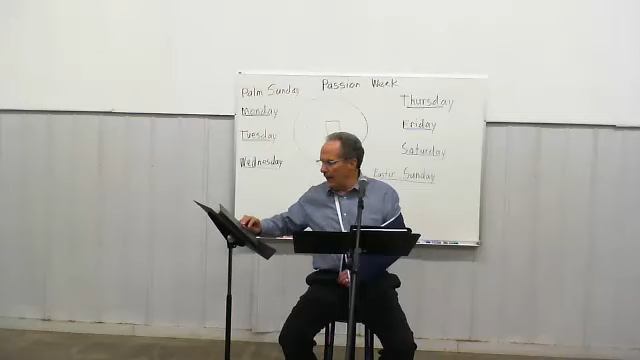 Passion Week
Palm Sunday
Monday
Tuesday
Wednesday
Thursday
Friday
Saturday
Easter Sunday